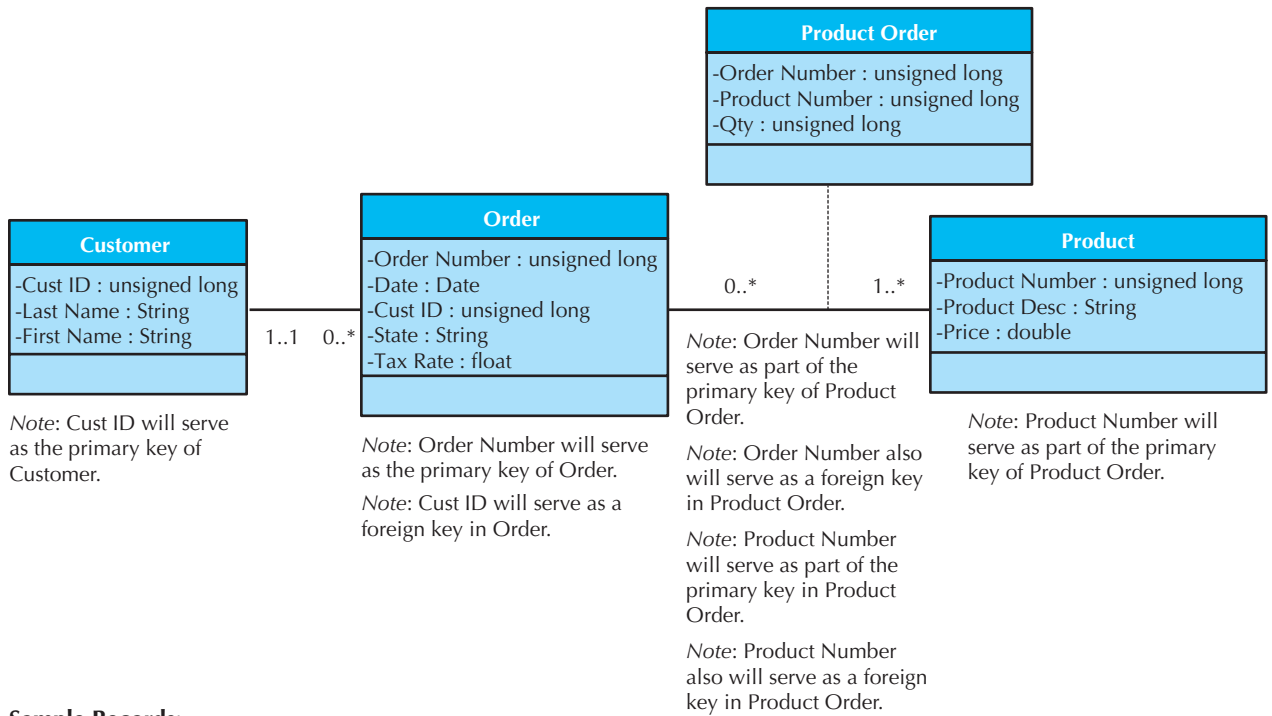 Product Order
-Order Number : unsigned long
-Product Number : unsigned long
-Qty : unsigned long
Customer
-Cust ID : unsigned long
-Last Name : String
-First Name : String
1..1
0..*
Order
-Order Number : unsigned long
-Date : Date
-Cust ID : unsigned long
-State : String
-Tax Rate : float
0..*
1..*
Product
-Product Number : unsigned long
-Product Desc : String
-Price : double
Note: Cust ID will serve
as the primary key of
Customer.
Note: Order Number will serve
as the primary key of Order.
Note: Cust ID will serve as a
foreign key in Order.
Note: Order Number will
serve as part of the
primary key of Product
Order.
Note: Order Number also
will serve as a foreign key
in Product Order.
Note: Product Number
will serve as part of the
primary key in Product
Order.
Note: Product Number
also will serve as a foreign
key in Product Order.
Note: Product Number will
serve as part of the primary
key of Product Order.
Sample Records: